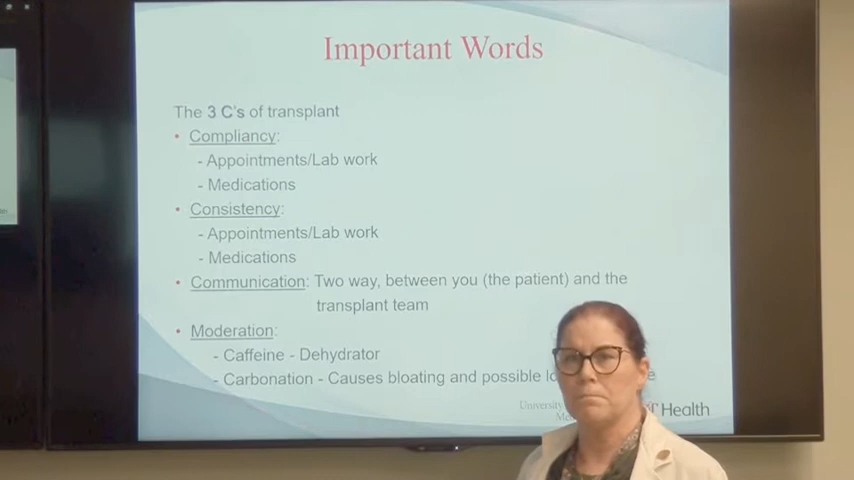 Important Words
The 3 C's of transplant
• Compliancy:
- Appointments/Lab work
- Medications
• Consistency:
- Appointments/Lab work
- Medications
• Communication: Two way, between you (the patient) and the
transplant team
• Moderation:
- Caffeine - Dehydrator
- Carbonation - Causes bloating and possible
University
Health